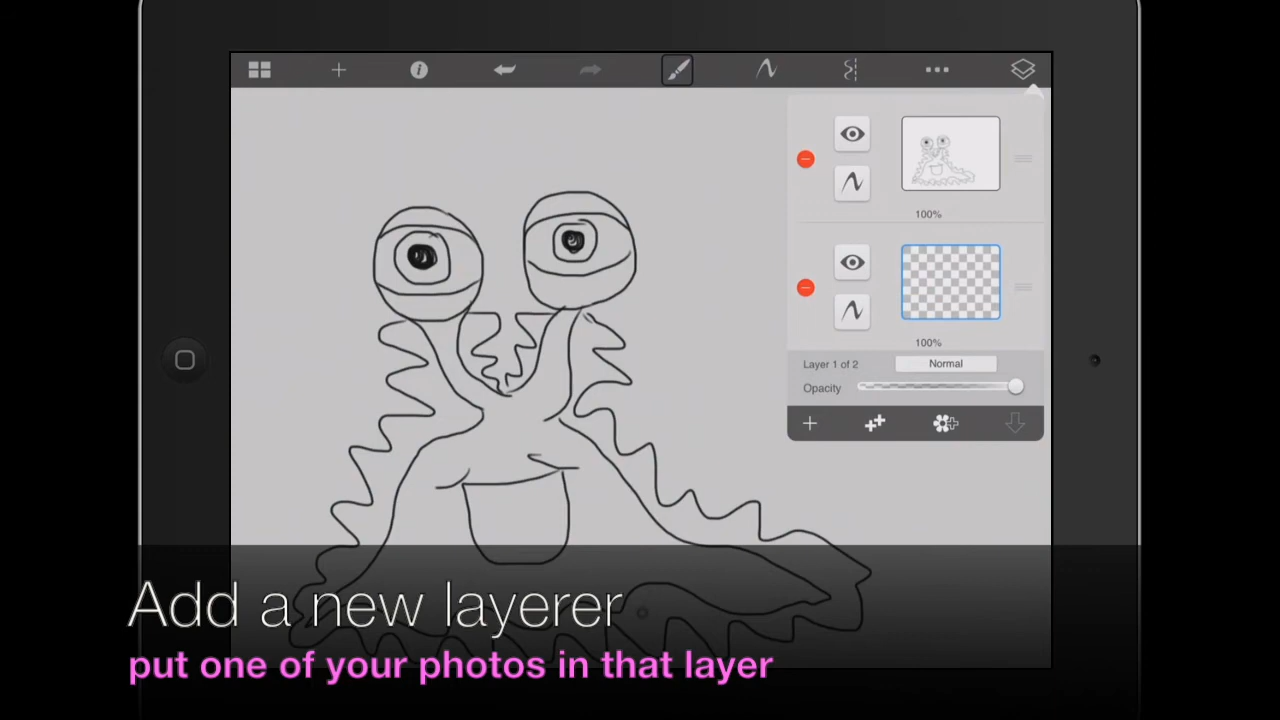 100%
100%
Layer 1 of 2 Normal
Opacity
Add a new layerer
put one of your photos in that layer